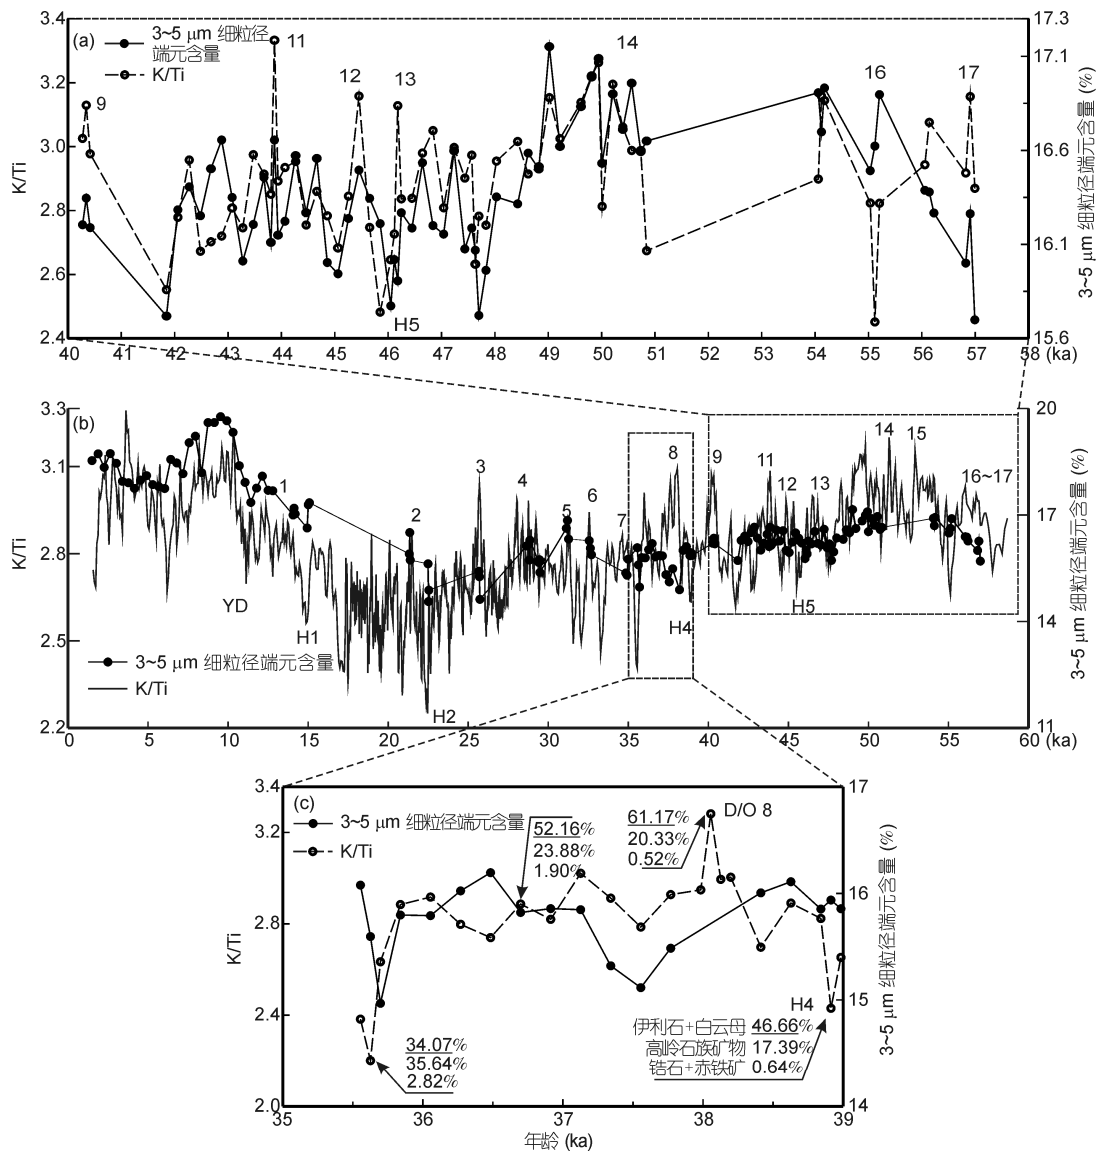 (a)
3~5 μm 细粒径
端元含量
K/Ti
3.4
3.2
3.0
2.8
2.6
2.4
K/Ti
17.3
17.1
16.6
16.1
15.6
3~5 μm 细粒径端元含量 (%)
9
11
12
13
14
16
17
H5
40 41 42 43 44 45 46 47 48 49 50 51 52 53 54 55 56 57 58 (ka)
(b)
3.3
3.1
2.8
2.5
2.2
K/Ti
20
17
14
11
3~5 μm 细粒径端元含量 (%)
1
2
3
4
5
6
7
8
9
11
12
13
14
15
16~17
YD
H1
H2
H4
H5
3~5 μm 细粒径端元含量
K/Ti
0 5 10 15 20 25 30 35 40 45 50 55 60 (ka)
(c)
3~5 μm 细粒径端元含量
K/Ti
3.4
3.2
2.8
2.4
2.0
K/Ti
17
16
15
14
3~5 μm 细粒径端元含量 (%)
52.16%
23.88%
1.90%
61.17%
20.33%
0.52%
D/O 8
34.07%
35.64%
2.82%
H4
伊利石+白云母 46.66%
高岭石族矿物 17.39%
锆石+赤铁矿 0.64%
35 36 37 38 39
年龄 (ka)